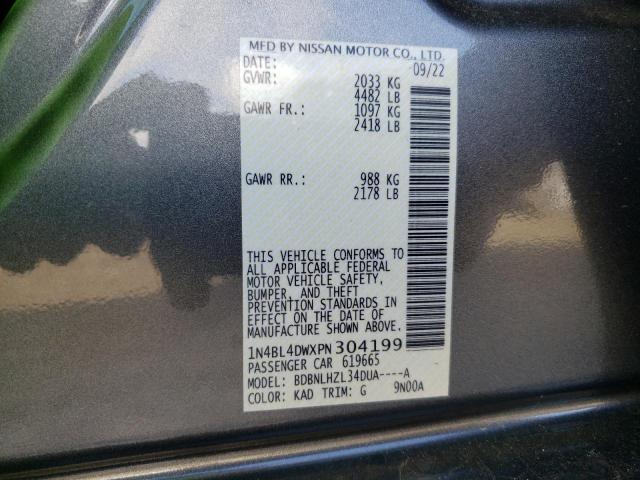 MFD BY NISSAN MOTOR CO., LTD.
DATE: 09/22
GVWR: 2033 KG
4482 LB
GAWR FR.: 1097 KG
2418 LB
GAWR RR.: 988 KG
2178 LB
THIS VEHICLE CONFORMS TO
ALL APPLICABLE FEDERAL
MOTOR VEHICLE SAFETY,
BUMPER, AND THEFT
PREVENTION STANDARDS IN
EFFECT ON THE DATE OF
MANUFACTURE SHOWN ABOVE.
1N4BL4DWXPN304199
PASSENGER CAR 619665
MODEL: BDBNLHZL34DUA----A
COLOR: KAD TRIM: G 9N00A